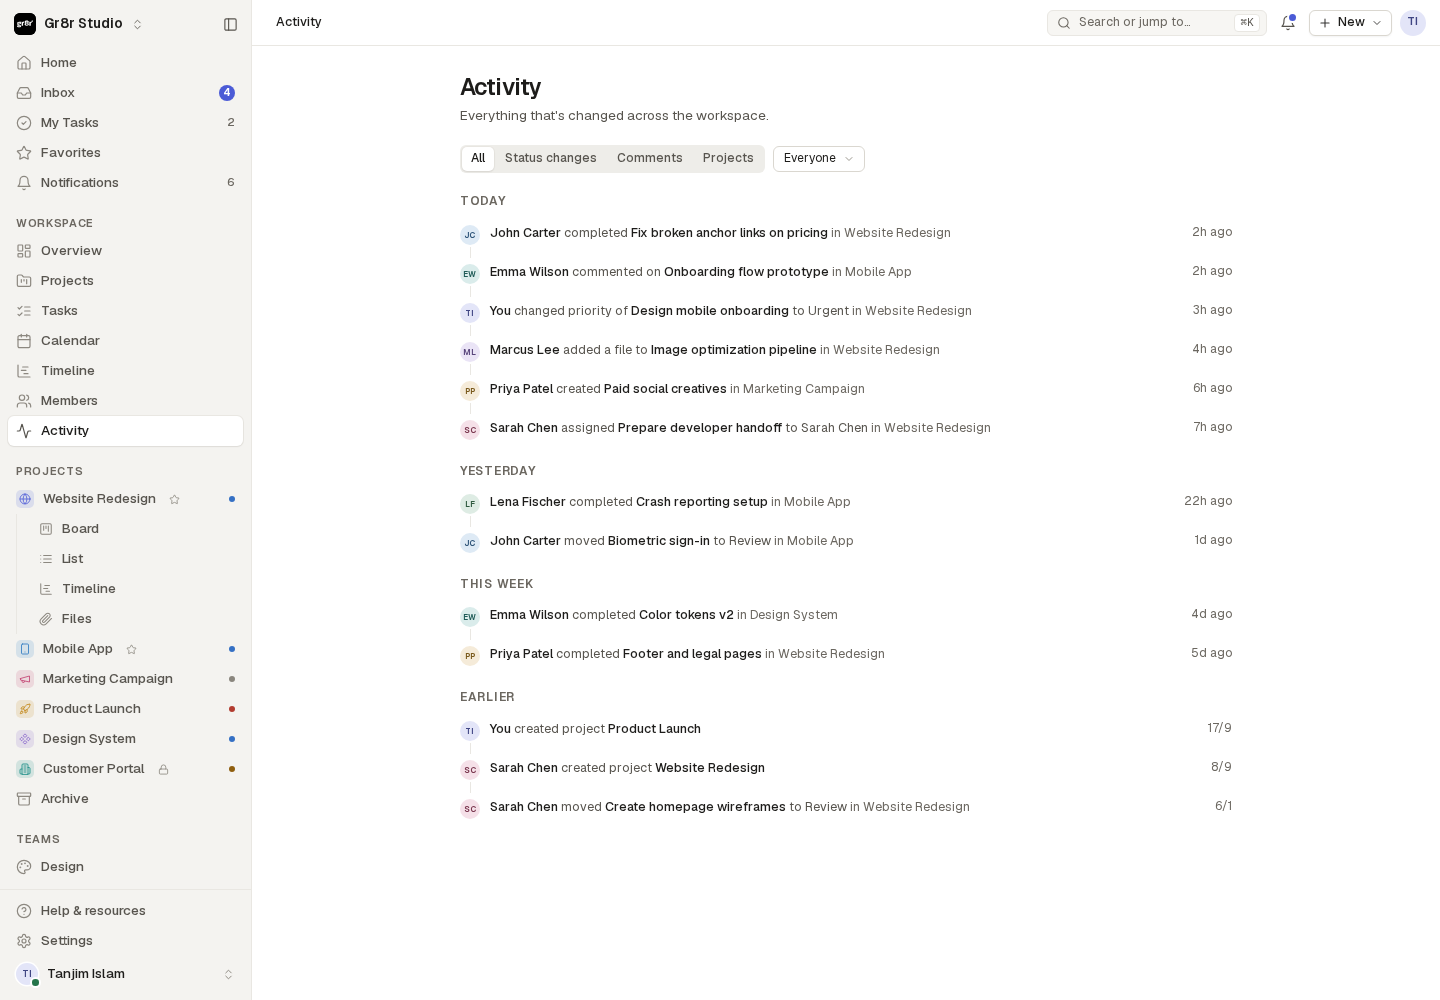 gr8r Gr8r Studio
Home
Inbox 4
My Tasks 2
Favorites
Notifications 6
WORKSPACE
Overview
Projects
Tasks
Calendar
Timeline
Members
Activity
PROJECTS
Website Redesign
Board
List
Timeline
Files
Mobile App
Marketing Campaign
Product Launch
Design System
Customer Portal
Archive
TEAMS
Design
Help & resources
Settings
TI Tanjim Islam
Activity Search or jump to… ⌘K New TI
Activity
Everything that's changed across the workspace.
All Status changes Comments Projects Everyone
TODAY
JC John Carter completed Fix broken anchor links on pricing in Website Redesign 2h ago
EW Emma Wilson commented on Onboarding flow prototype in Mobile App 2h ago
TI You changed priority of Design mobile onboarding to Urgent in Website Redesign 3h ago
ML Marcus Lee added a file to Image optimization pipeline in Website Redesign 4h ago
PP Priya Patel created Paid social creatives in Marketing Campaign 6h ago
SC Sarah Chen assigned Prepare developer handoff to Sarah Chen in Website Redesign 7h ago
YESTERDAY
LF Lena Fischer completed Crash reporting setup in Mobile App 22h ago
JC John Carter moved Biometric sign-in to Review in Mobile App 1d ago
THIS WEEK
EW Emma Wilson completed Color tokens v2 in Design System 4d ago
PP Priya Patel completed Footer and legal pages in Website Redesign 5d ago
EARLIER
TI You created project Product Launch 17/9
SC Sarah Chen created project Website Redesign 8/9
SC Sarah Chen moved Create homepage wireframes to Review in Website Redesign 6/1